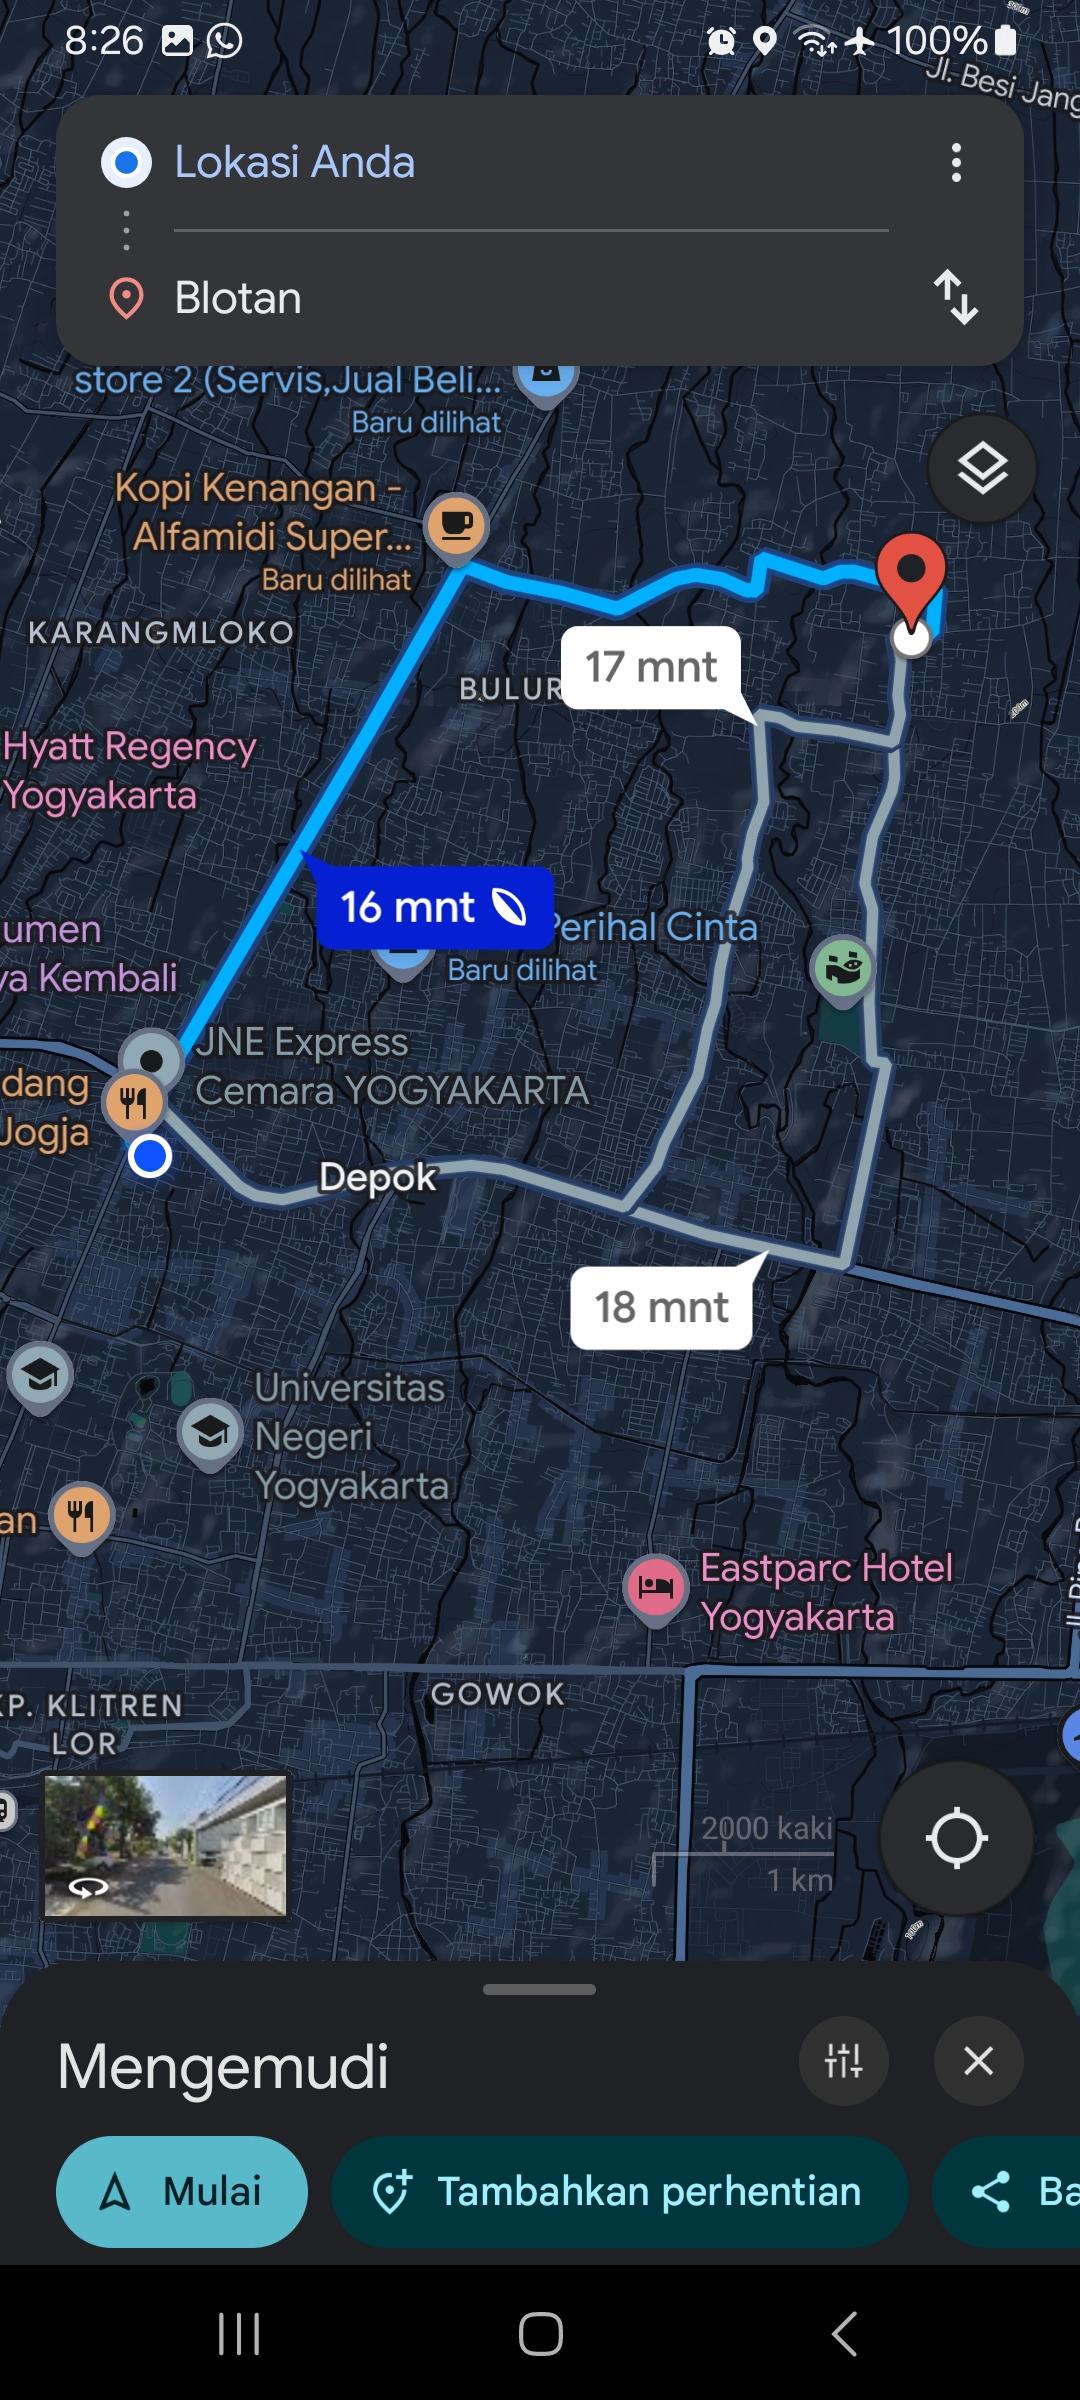 8:26
100%
Jl. Besi-Jang
Lokasi Anda
Blotan
store 2 (Servis,Jual Beli...
Baru dilihat
Kopi Kenangan -
Alfamidi Super...
Baru dilihat
KARANGMLOKO
17 mnt
BULUR
Hyatt Regency
Yogyakarta
16 mnt
Perihal Cinta
Baru dilihat
umen
ya Kembali
JNE Express
Cemara YOGYAKARTA
dang
Jogja
Depok
18 mnt
Universitas
Negeri
Yogyakarta
an
Eastparc Hotel
Yogyakarta
KP. KLITREN
LOR
GOWOK
2000 kaki
1 km
Mengemudi
Mulai
Tambahkan perhentian
Ba